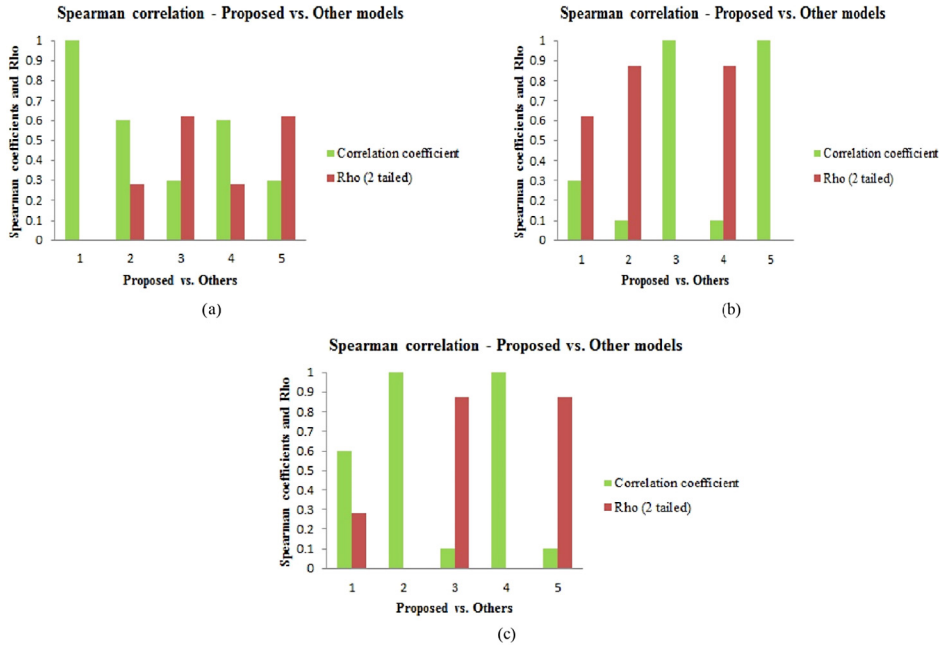 Spearman correlation - Proposed vs. Other models
Spearman coefficients and Rho
1
0.9
0.8
0.7
0.6
0.5
0.4
0.3
0.2
0.1
0
1 2 3 4 5
Proposed vs. Others
Correlation coefficient
Rho (2 tailed)
(a)
Spearman correlation - Proposed vs. Other models
Spearman coefficients and Rho
1
0.9
0.8
0.7
0.6
0.5
0.4
0.3
0.2
0.1
0
1 2 3 4 5
Proposed vs. Others
Correlation coefficient
Rho (2 tailed)
(b)
Spearman correlation - Proposed vs. Other models
Spearman coefficients and Rho
1
0.9
0.8
0.7
0.6
0.5
0.4
0.3
0.2
0.1
0
1 2 3 4 5
Proposed vs. Others
Correlation coefficient
Rho (2 tailed)
(c)